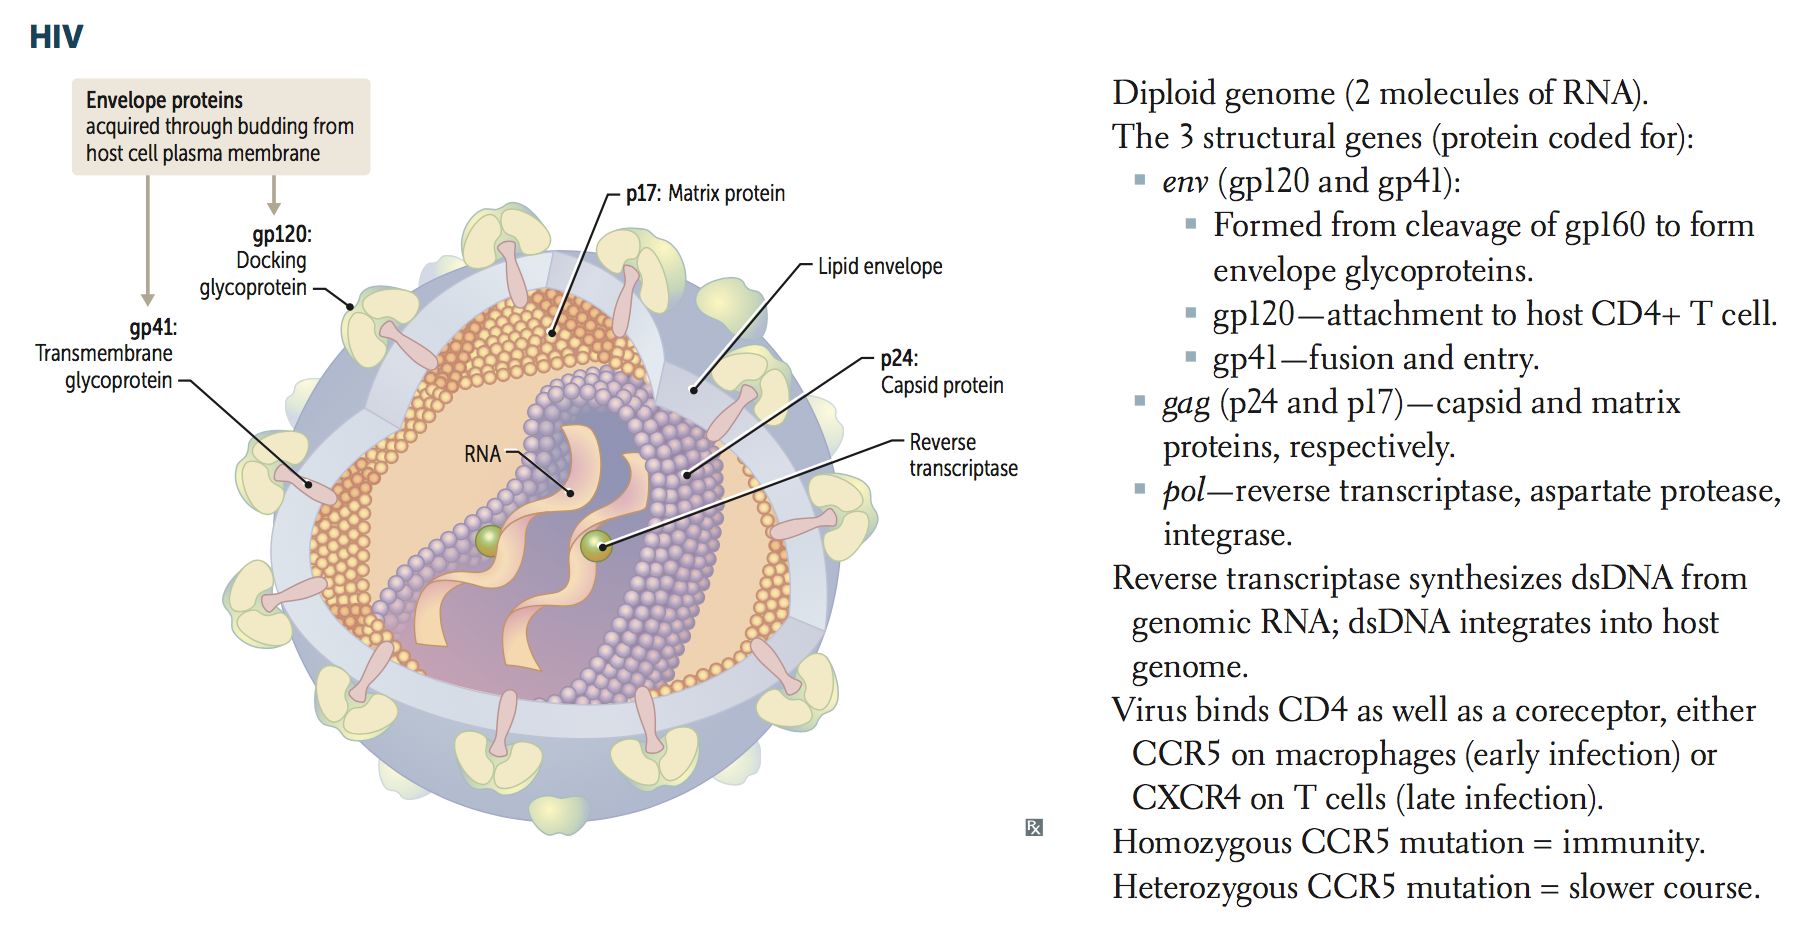 HIV
Envelope proteins
acquired through budding from
host cell plasma membrane
gp120:
Docking
glycoprotein
gp41:
Transmembrane
glycoprotein
p17: Matrix protein
Lipid envelope
p24:
Capsid protein
Reverse
transcriptase
RNA
Rx
Diploid genome (2 molecules of RNA).
The 3 structural genes (protein coded for):
▪ env (gp120 and gp41):
▪ Formed from cleavage of gp160 to form
envelope glycoproteins.
▪ gp120—attachment to host CD4+ T cell.
▪ gp41—fusion and entry.
▪ gag (p24 and p17)—capsid and matrix
proteins, respectively.
▪ pol—reverse transcriptase, aspartate protease,
integrase.
Reverse transcriptase synthesizes dsDNA from
genomic RNA; dsDNA integrates into host
genome.
Virus binds CD4 as well as a coreceptor, either
CCR5 on macrophages (early infection) or
CXCR4 on T cells (late infection).
Homozygous CCR5 mutation = immunity.
Heterozygous CCR5 mutation = slower course.